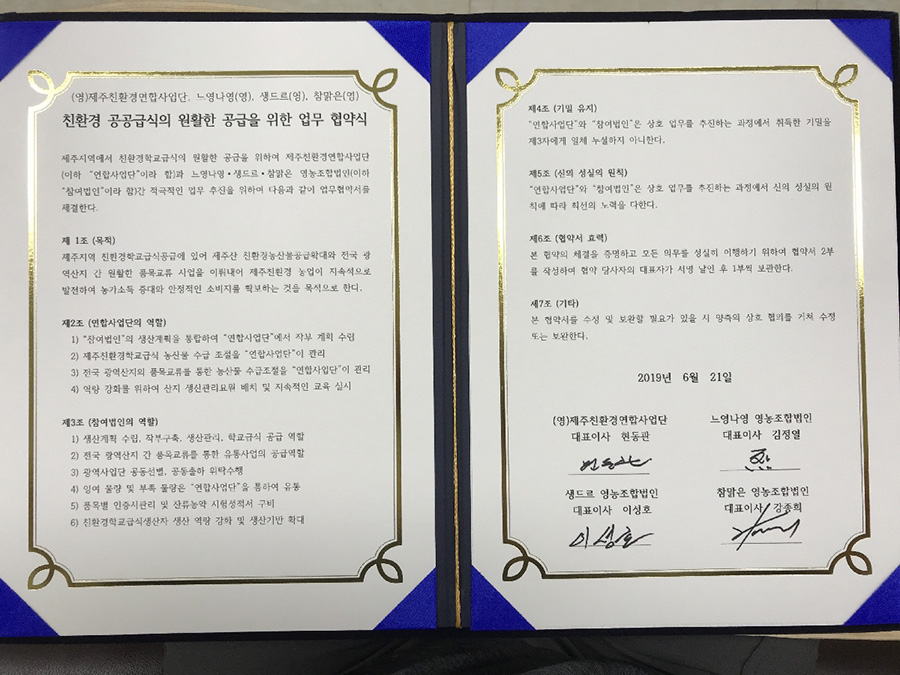 (영)제주친환경연합사업단, 느영나영(영), 생드르(영), 참맑은(영)
친환경 공공급식의 원활한 공급을 위한 업무 협약식
제주지역에서 친환경학교급식의 원활한 공급을 위하여 제주친환경연합사업단
(이하 "연합사업단"이라 함)과 느영나영·생드르·참맑은 영농조합법인(이하
"참여법인"이라 함)간 적극적인 업무 추진을 위하여 다음과 같이 업무협약서를
체결한다.
제 1조 (목적)
제주지역 친환경학교급식공급에 있어 제주산 친환경농산물공급확대와 전국 광
역산지 간 원활한 품목교류 사업을 이뤄내어 제주친환경 농업이 지속적으로
발전하여 농가소득 증대와 안정적인 소비지를 확보하는 것을 목적으로 한다.
제2조 (연합사업단의 역할)
1) "참여법인"의 생산계획을 통합하여 "연합사업단"에서 작부 계획 수립
2) 제주친환경학교급식 농산물 수급 조절을 "연합사업단"이 관리
3) 전국 광역산지의 품목교류를 통한 농산물 수급조절을 "연합사업단"이 관리
4) 역량 강화를 위하여 산지 생산관리요원 배치 및 지속적인 교육 실시
제3조 (참여법인의 역할)
1) 생산계획 수립, 작부구축, 생산관리, 학교급식 공급 역할
2) 전국 광역산지 간 품목교류를 통한 유통사업의 공급역할
3) 광역사업단 공동선별, 공동출하 위탁수행
4) 잉여 물량 및 부족 물량은 "연합사업단"을 통하여 유통
5) 품목별 인증서관리 및 잔류농약 시험성적서 구비
6) 친환경학교급식생산자 생산 역량 강화 및 생산기반 확대
제4조 (기밀 유지)
"연합사업단"와 "참여법인"은 상호 업무를 추진하는 과정에서 취득한 기밀을
제3자에게 일체 누설하지 아니한다.
제5조 (신의 성실의 원칙)
"연합사업단"와 "참여법인"은 상호 업무를 추진하는 과정에서 신의 성실의 원
칙에 따라 최선의 노력을 다한다.
제6조 (협약서 효력)
본 협약의 체결을 증명하고 모든 의무를 성실히 이행하기 위하여 협약서 2부
를 작성하여 협약 당사자의 대표자가 서명 날인 후 1부씩 보관한다.
제7조 (기타)
본 협약서를 수정 및 보완할 필요가 있을 시 양측의 상호 협의를 거쳐 수정
또는 보완한다.
2019년 6월 21일
(영)제주친환경연합사업단
대표이사 현동관
느영나영 영농조합법인
대표이사 김정열
생드르 영농조합법인
대표이사 이성호
이성호
참맑은 영농조합법인
대표이사 강종희